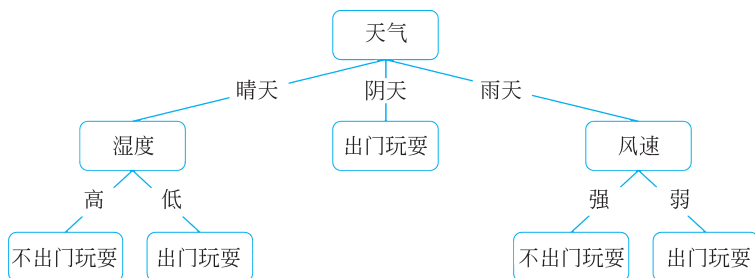 天气
晴天 阴天 雨天
湿度 出门玩耍 风速
高 低 强 弱
不出门玩耍 出门玩耍 不出门玩耍 出门玩耍